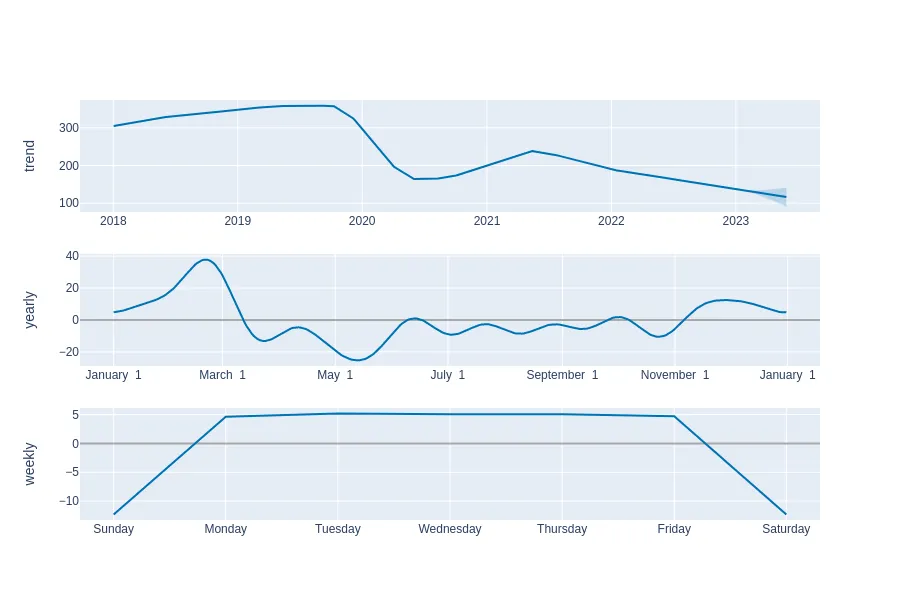 trend
300
200
100
2018 2019 2020 2021 2022 2023
yearly
40
20
0
−20
January 1 March 1 May 1 July 1 September 1 November 1 January 1
weekly
5
0
−5
−10
Sunday Monday Tuesday Wednesday Thursday Friday Saturday